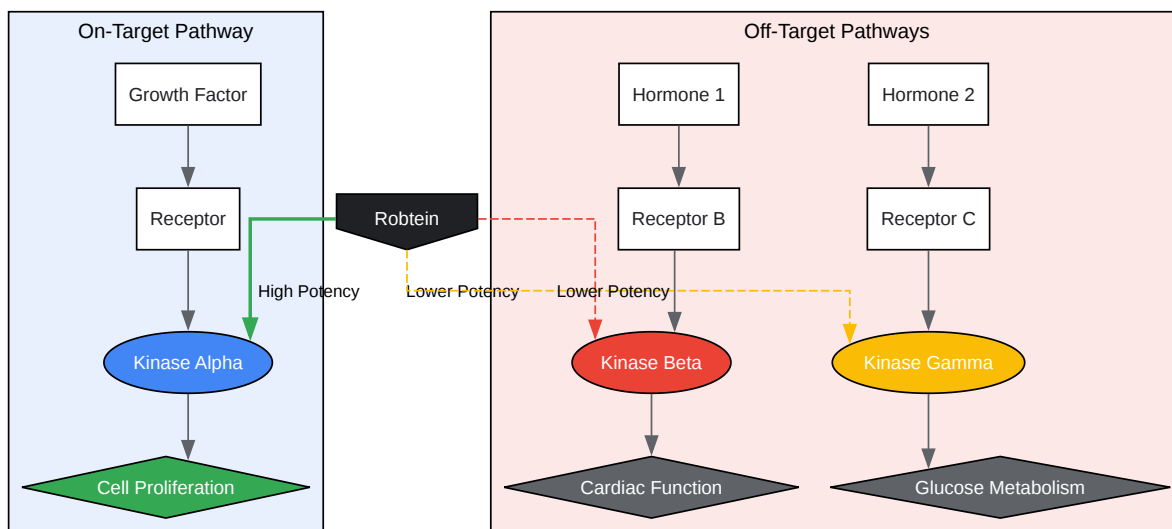 On-Target Pathway
Off-Target Pathways
Growth Factor
Hormone 1
Hormone 2
Receptor
Robtein
Receptor B
Receptor C
High Potency
Lower Potency
Lower Potency
Kinase Alpha
Kinase Beta
Kinase Gamma
Cell Proliferation
Cardiac Function
Glucose Metabolism